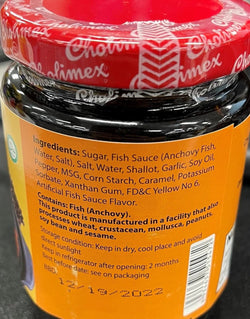 Cholimex
Cholimex
Ingredients: Sugar, Fish Sauce (Anchovy Fish,
Water, Salt), Salt, Water, Shallot, Garlic, Soy Oil,
Pepper, MSG, Corn Starch, Caramel, Potassium
Sorbate, Xanthan Gum, FD&C Yellow No 6,
Artificial Fish Sauce Flavor.
Contains: Fish (Anchovy).
This product is manufactured in a facility that also
processes wheat, crustacean, mollusca, peanuts,
soy bean and sesame.
Storage condition: Keep in dry, cool place and avoid
direct sunlight
Keep in refrigerator after opening: 2 months
Best before date: see on packaging
BBD
12/19/2022